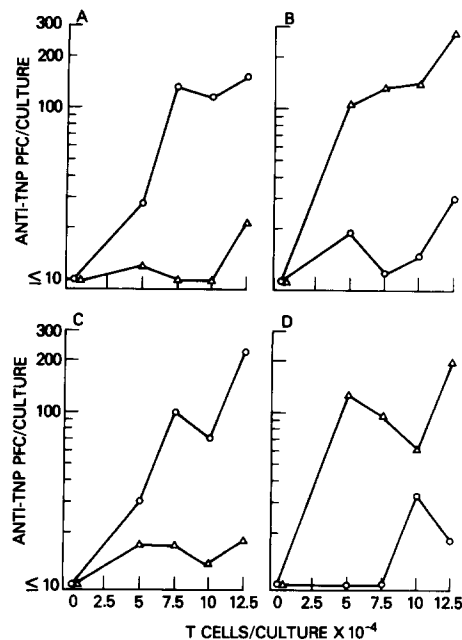 A
B
300
100
≤ 10
ANTI-TNP PFC/CULTURE
C
D
300
200
100
≤ 10
ANTI-TNP PFC/CULTURE
0 2.5 5 7.5 10 12.5
0 2.5 5 7.5 10 12.5
T CELLS/CULTURE X 10⁻⁴